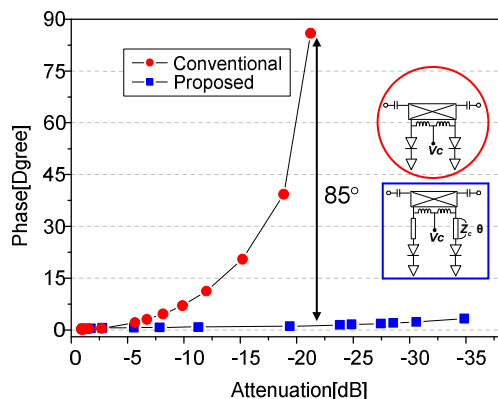 90
75
60
45
30
15
0
Phase[Dgree]
Conventional
Proposed
85°
Vc
Vc
Zc θ
0
-5
-10
-15
-20
-25
-30
-35
Attenuation[dB]